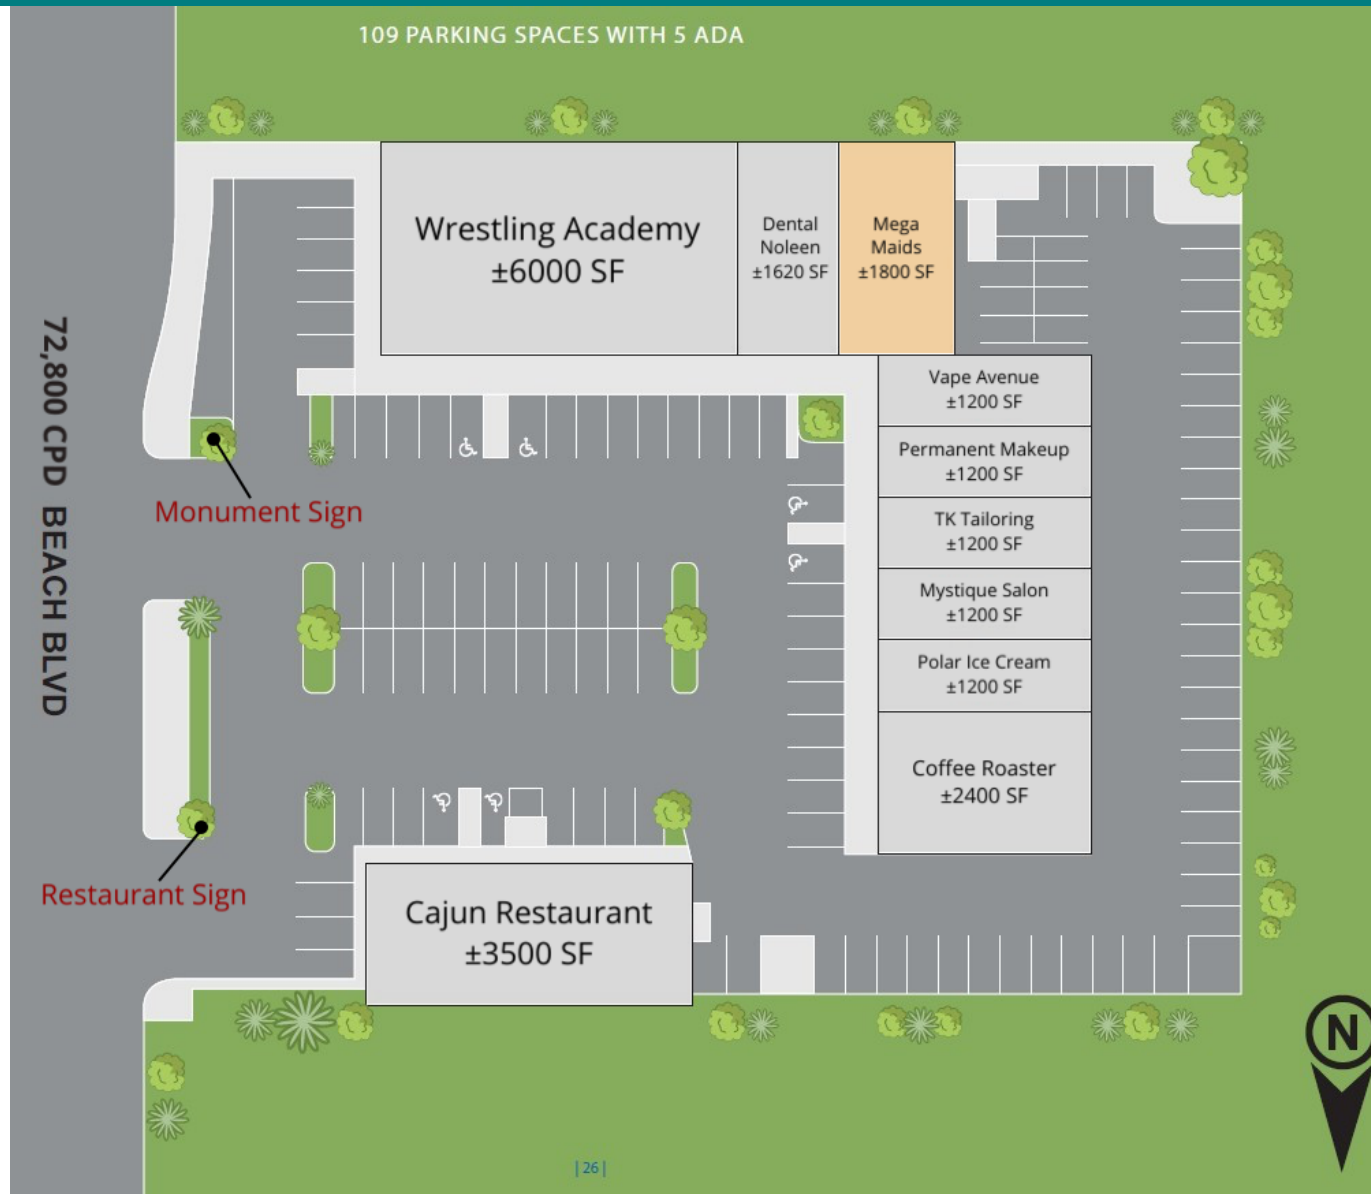 109 PARKING SPACES WITH 5 ADA
Wrestling Academy
±6000 SF
Dental
Noleen
±1620 SF
Mega
Maids
±1800 SF
72,800 CPD BEACH BLVD
Vape Avenue
±1200 SF
Permanent Makeup
±1200 SF
Monument Sign
TK Tailoring
±1200 SF
Mystique Salon
±1200 SF
Polar Ice Cream
±1200 SF
Coffee Roaster
±2400 SF
Restaurant Sign
Cajun Restaurant
±3500 SF
N
| 26 |